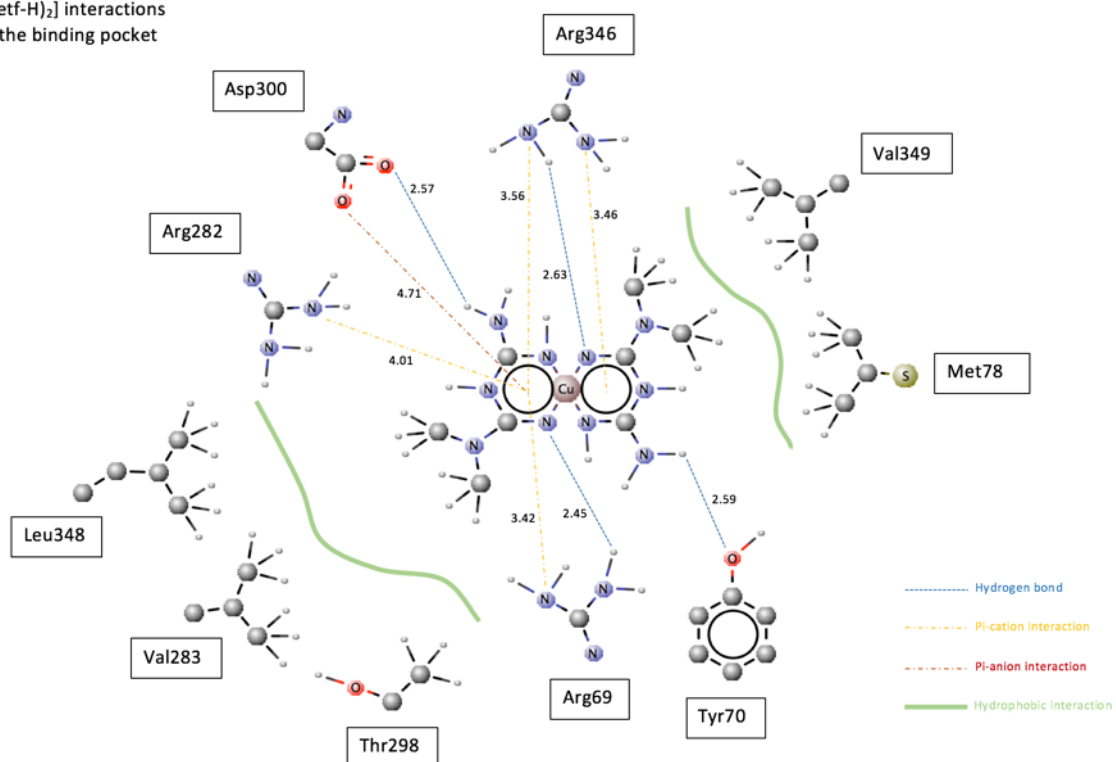 etf-H)₂] interactions
the binding pocket
Arg346
Asp300
N
N
N
N
O
2.57
O
Val349
3.56
3.46
Arg282
N
N
N
2.63
4.71
N
N
4.01
N
N
Met78
S
N
Cu
N
N
N
N
N
2.59
Leu348
3.42
2.45
O
N
N
N
Hydrogen bond
Pi-cation interaction
Pi-anion interaction
Hydrophobic interaction
Val283
O
Arg69
Tyr70
Thr298